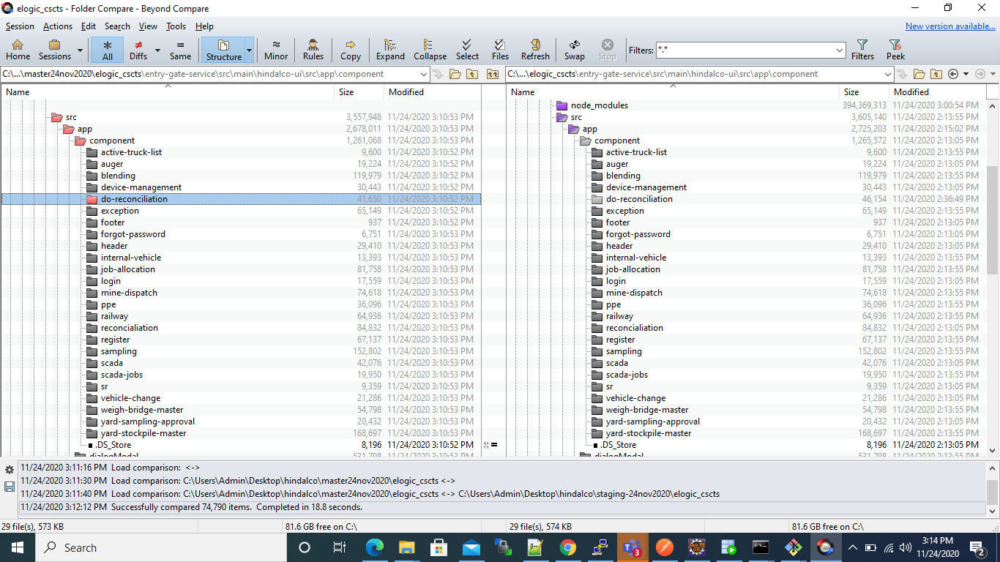 elogic_cscts - Folder Compare - Beyond Compare
Session Actions Edit Search View Tools Help New version available...
Home Sessions All Diffs Same Structure Minor Rules Copy Expand Collapse Select Files Refresh Swap Stop Filters: *.* Filters Peek
C:\...\master24nov2020\elogic_cscts\entry-gate-service\src\main\hindalco-ui\src\app\component C:\...\elogic_cscts\entry-gate-service\src\main\hindalco-ui\src\app\component
Name Size Modified Name Size Modified
node_modules 394,369,313 11/24/2020 3:00:54 PM
src 3,557,948 11/24/2020 3:10:53 PM src 3,605,140 11/24/2020 2:13:55 PM
app 2,678,011 11/24/2020 3:10:53 PM app 2,725,203 11/24/2020 2:15:02 PM
component 1,261,068 11/24/2020 3:10:53 PM component 1,265,572 11/24/2020 2:13:05 PM
active-truck-list 9,600 11/24/2020 3:10:52 PM active-truck-list 9,600 11/24/2020 2:13:55 PM
auger 19,224 11/24/2020 3:10:52 PM auger 19,224 11/24/2020 2:13:05 PM
blending 119,979 11/24/2020 3:10:52 PM blending 119,979 11/24/2020 2:13:55 PM
device-management 30,443 11/24/2020 3:10:52 PM device-management 30,443 11/24/2020 2:13:05 PM
do-reconciliation 41,650 11/24/2020 3:10:52 PM do-reconciliation 46,154 11/24/2020 2:36:49 PM
exception 65,149 11/24/2020 3:10:52 PM exception 65,149 11/24/2020 2:13:55 PM
footer 937 11/24/2020 3:10:52 PM footer 937 11/24/2020 2:13:05 PM
forgot-password 6,751 11/24/2020 3:10:52 PM forgot-password 6,751 11/24/2020 2:13:05 PM
header 29,410 11/24/2020 3:10:52 PM header 29,410 11/24/2020 2:13:05 PM
internal-vehicle 13,393 11/24/2020 3:10:52 PM internal-vehicle 13,393 11/24/2020 2:13:55 PM
job-allocation 81,758 11/24/2020 3:10:53 PM job-allocation 81,758 11/24/2020 2:13:55 PM
login 17,559 11/24/2020 3:10:53 PM login 17,559 11/24/2020 2:13:05 PM
mine-dispatch 74,618 11/24/2020 3:10:53 PM mine-dispatch 74,618 11/24/2020 2:13:55 PM
ppe 36,096 11/24/2020 3:10:53 PM ppe 36,096 11/24/2020 2:13:55 PM
railway 64,936 11/24/2020 3:10:53 PM railway 64,936 11/24/2020 2:13:55 PM
reconcialiation 84,832 11/24/2020 3:10:53 PM reconcialiation 84,832 11/24/2020 2:13:05 PM
register 67,137 11/24/2020 3:10:53 PM register 67,137 11/24/2020 2:13:55 PM
sampling 152,802 11/24/2020 3:10:53 PM sampling 152,802 11/24/2020 2:13:55 PM
scada 42,076 11/24/2020 3:10:53 PM scada 42,076 11/24/2020 2:13:05 PM
scada-jobs 19,950 11/24/2020 3:10:53 PM scada-jobs 19,950 11/24/2020 2:13:55 PM
sr 9,359 11/24/2020 3:10:53 PM sr 9,359 11/24/2020 2:13:05 PM
vehicle-change 21,286 11/24/2020 3:10:53 PM vehicle-change 21,286 11/24/2020 2:13:55 PM
weigh-bridge-master 54,798 11/24/2020 3:10:53 PM weigh-bridge-master 54,798 11/24/2020 2:13:55 PM
yard-sampling-approval 20,432 11/24/2020 3:10:53 PM yard-sampling-approval 20,432 11/24/2020 2:13:05 PM
yard-stockpile-master 168,697 11/24/2020 3:10:53 PM yard-stockpile-master 168,697 11/24/2020 2:13:55 PM
.DS_Store 8,196 11/24/2020 3:10:52 PM = .DS_Store 8,196 11/24/2020 2:13:05 PM
dialogModal 531,798 11/24/2020 3:10:53 PM dialogModal 531,798 11/24/2020 2:13:55 PM
11/24/2020 3:11:16 PM Load comparison: <->
11/24/2020 3:11:30 PM Load comparison: C:\Users\Admin\Desktop\hindalco\master24nov2020\elogic_cscts <->
11/24/2020 3:11:40 PM Load comparison: C:\Users\Admin\Desktop\hindalco\master24nov2020\elogic_cscts <-> C:\Users\Admin\Desktop\hindalco\staging-24nov2020\elogic_cscts
11/24/2020 3:12:12 PM Successfully compared 74,790 items. Completed in 18.8 seconds.
29 file(s), 573 KB 81.6 GB free on C:\ 29 file(s), 574 KB 81.6 GB free on C:\
Search 3 3:14 PM
11/24/2020 2